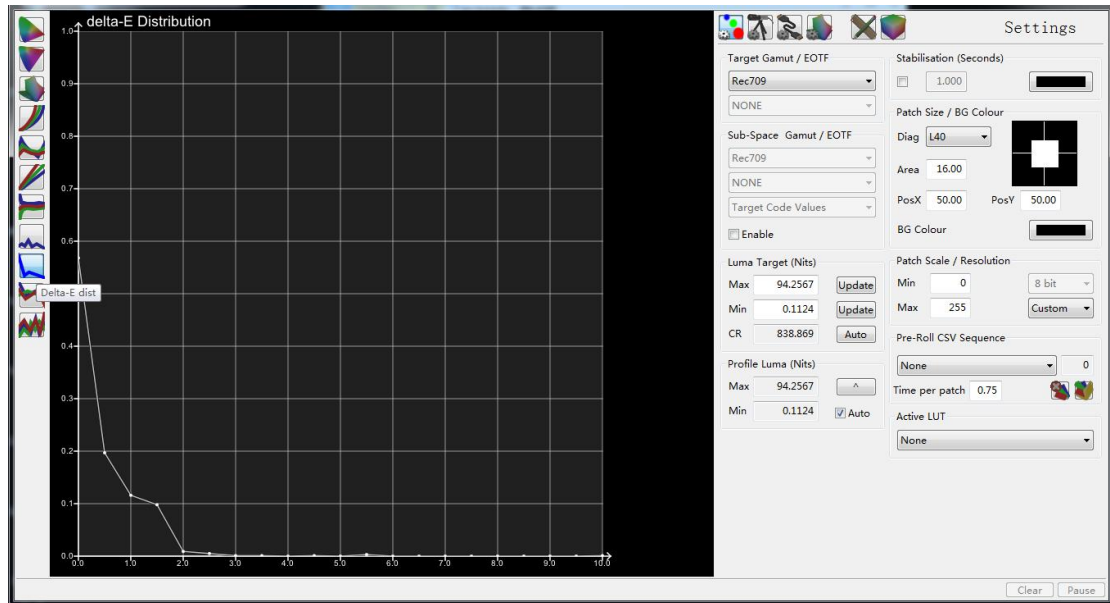 delta-E Distribution
1.0
0.9
0.8
0.7
0.6
Delta-E dist
0.4
0.3
0.2
0.1
0.0
0.0 1.0 2.0 3.0 4.0 5.0 6.0 7.0 8.0 9.0 10.0
Settings
Target Gamut / EOTF
Rec709
NONE
Sub-Space Gamut / EOTF
Rec709
NONE
Target Code Values
Enable
Luma Target (Nits)
Max 94.2567 Update
Min 0.1124 Update
CR 838.869 Auto
Profile Luma (Nits)
Max 94.2567 ^
Min 0.1124 Auto
Stabilisation (Seconds)
1.000
Patch Size / BG Colour
Diag L40
Area 16.00
PosX 50.00 PosY 50.00
BG Colour
Patch Scale / Resolution
Min 0 8 bit
Max 255 Custom
Pre-Roll CSV Sequence
None 0
Time per patch 0.75
Active LUT
None
Clear Pause